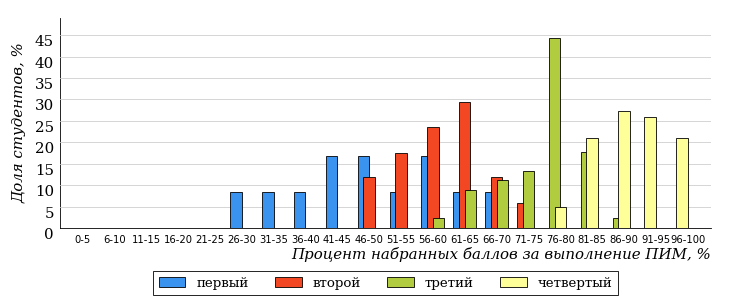 Доля студентов, %
45
40
35
30
25
20
15
10
5
0
0-5 6-10 11-15 16-20 21-25 26-30 31-35 36-40 41-45 46-50 51-55 56-60 61-65 66-70 71-75 76-80 81-85 86-90 91-95 96-100
Процент набранных баллов за выполнение ПИМ, %
первый второй третий четвертый